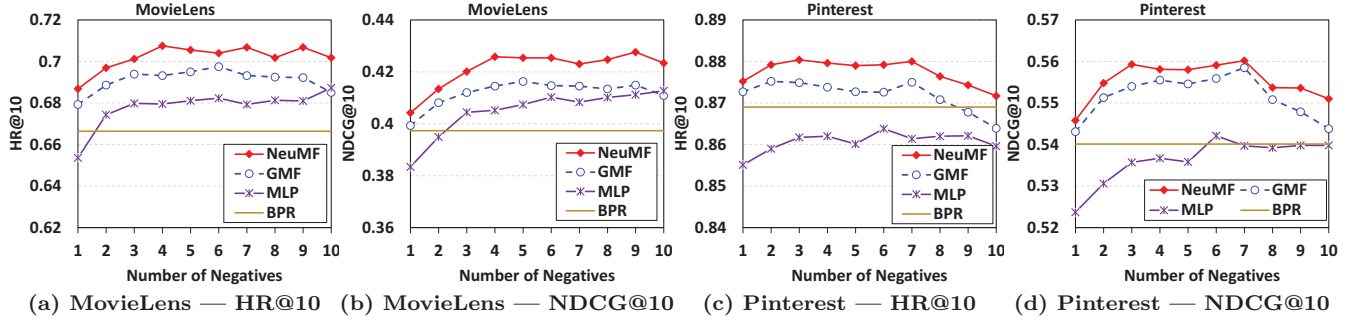 MovieLens
0.72
0.7
0.68
0.66
0.64
0.62
HR@10
NeuMF
GMF
MLP
BPR
1 2 3 4 5 6 7 8 9 10
Number of Negatives
(a) MovieLens — HR@10
MovieLens
0.44
0.42
0.4
0.38
0.36
NDCG@10
NeuMF
GMF
MLP
BPR
1 2 3 4 5 6 7 8 9 10
Number of Negatives
(b) MovieLens — NDCG@10
Pinterest
0.89
0.88
0.87
0.86
0.85
0.84
HR@10
NeuMF
GMF
MLP
BPR
1 2 3 4 5 6 7 8 9 10
Number of Negatives
(c) Pinterest — HR@10
Pinterest
0.57
0.56
0.55
0.54
0.53
0.52
NDCG@10
NeuMF GMF
MLP BPR
1 2 3 4 5 6 7 8 9 10
Number of Negatives
(d) Pinterest — NDCG@10